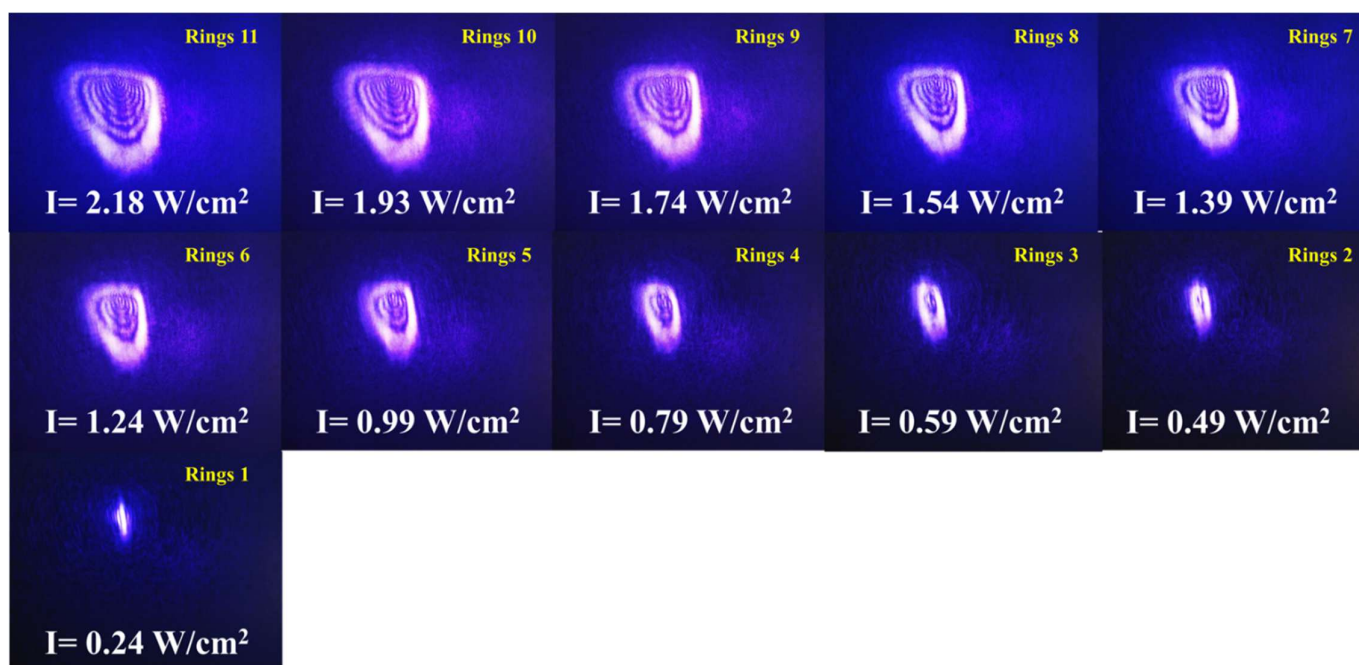 Rings 11
I= 2.18 W/cm²
Rings 10
I= 1.93 W/cm²
Rings 9
I= 1.74 W/cm²
Rings 8
I= 1.54 W/cm²
Rings 7
I= 1.39 W/cm²
Rings 6
I= 1.24 W/cm²
Rings 5
I= 0.99 W/cm²
Rings 4
I= 0.79 W/cm²
Rings 3
I= 0.59 W/cm²
Rings 2
I= 0.49 W/cm²
Rings 1
I= 0.24 W/cm²